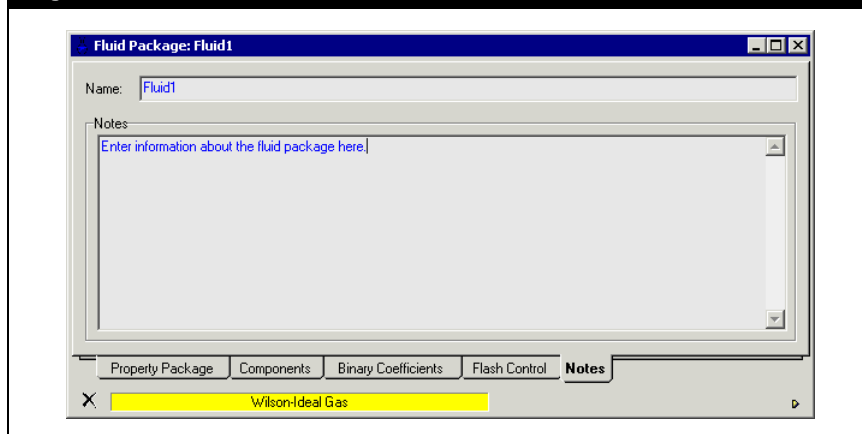 Fluid Package: Fluid1
Name: Fluid1
Notes
Enter information about the fluid package here.
Property Package Components Binary Coefficients Flash Control Notes
Wilson-Ideal Gas